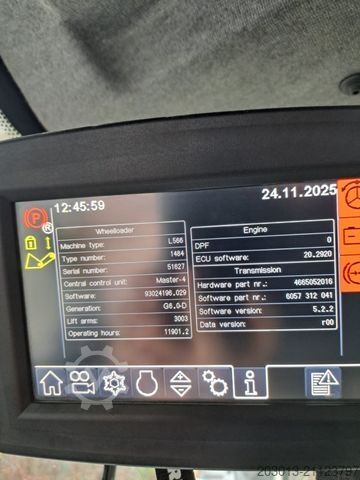 12:45:59
24.11.2025
P
®
Wheelloader
Machine type: L566
Type number: 1484
Serial number: 51627
Central control unit: Master-4
Software: 93024196.029
Generation: G6.0-D
Lift arms: 3003
Operating hours: 11901.2
Engine
DPF 0
ECU software: 20.2920
Transmission
Hardware part nr.: 4665052016
Software part nr.: 6057 312 041
Software version: 5.2.2
Data version: r00
i
203013-21123797